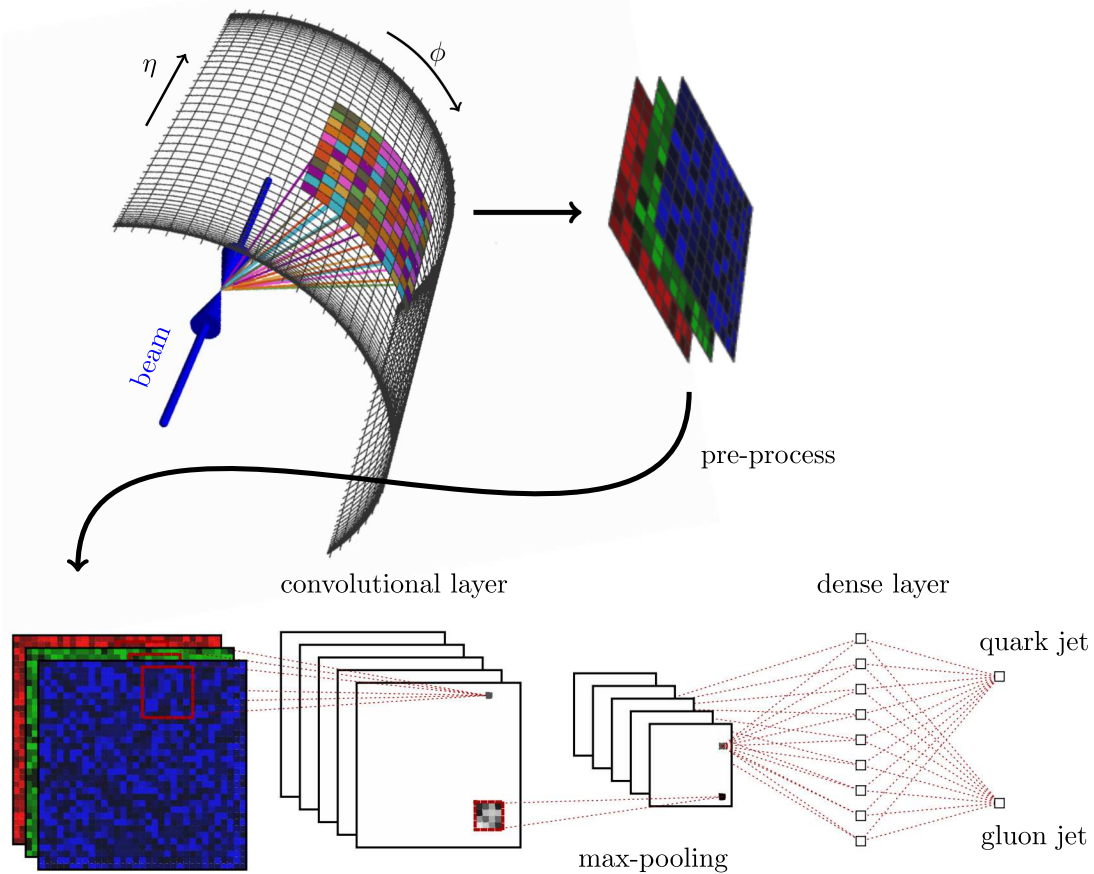 η
ϕ
beam
pre-process
convolutional layer
dense layer
quark jet
gluon jet
max-pooling